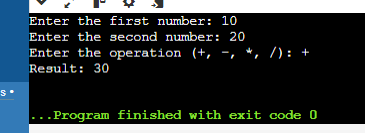 Enter the first number: 10
Enter the second number: 20
Enter the operation (+, -, *, /): +
Result: 30
s
...Program finished with exit code 0